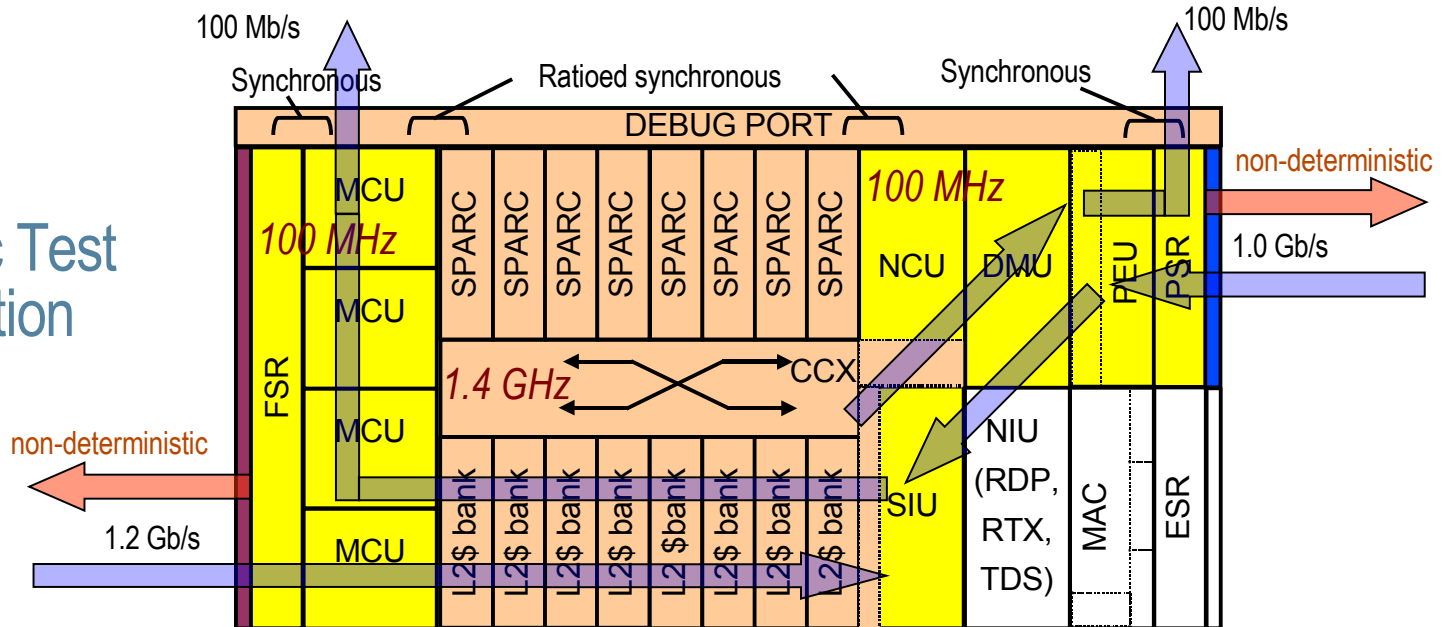 100 Mb/s
100 Mb/s
Synchronous
Ratioed synchronous
Synchronous
DEBUG PORT
non-deterministic
1.0 Gb/s
c Test
tion
FSR
100 MHz
MCU
MCU
MCU
MCU
SPARC
SPARC
SPARC
SPARC
SPARC
SPARC
SPARC
SPARC
100 MHz
NCU
DMU
PEU
PSR
1.4 GHz
CCX
non-deterministic
1.2 Gb/s
L2$ bank
L2$ bank
L2$ bank
L2$ bank
L2 $bank
L2$ bank
L2$ bank
L2$ bank
SIU
NIU
(RDP,
RTX,
TDS)
MAC
ESR